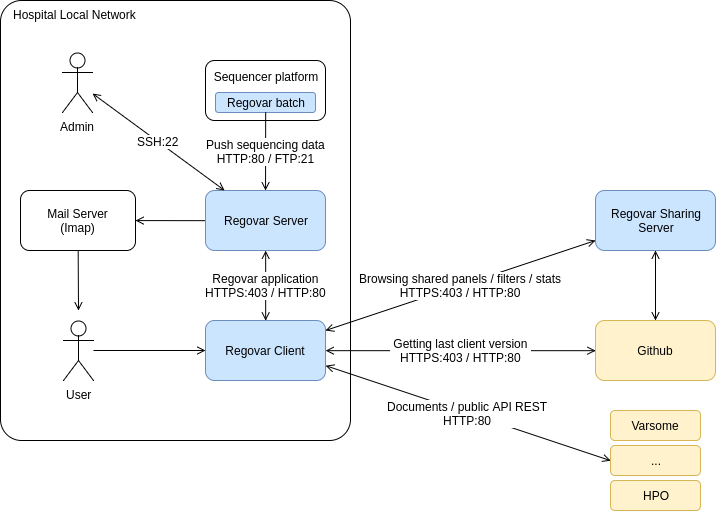 Hospital Local Network
Admin
Sequencer platform
Regovar batch
SSH:22
Push sequencing data
HTTP:80 / FTP:21
Mail Server
(Imap)
Regovar Server
Regovar Sharing
Server
Regovar application
HTTPS:403 / HTTP:80
Browsing shared panels / filters / stats
HTTPS:403 / HTTP:80
User
Regovar Client
Getting last client version
HTTPS:403 / HTTP:80
Github
Documents / public API REST
HTTP:80
Varsome
...
HPO